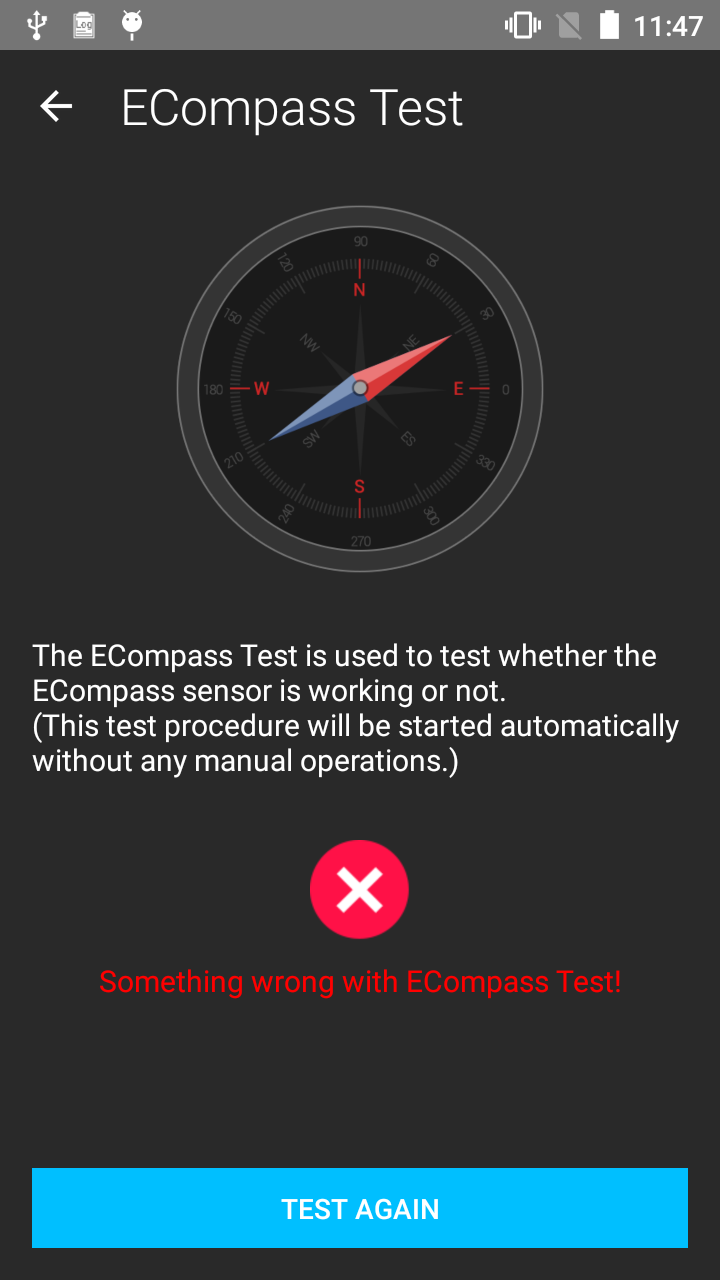 Log
11:47
ECompass Test
90
120
60
N
150
30
NW
NE
180
W
E
0
SW
ES
210
330
S
240
300
270
The ECompass Test is used to test whether the
ECompass sensor is working or not.
(This test procedure will be started automatically
without any manual operations.)
Something wrong with ECompass Test!
TEST AGAIN